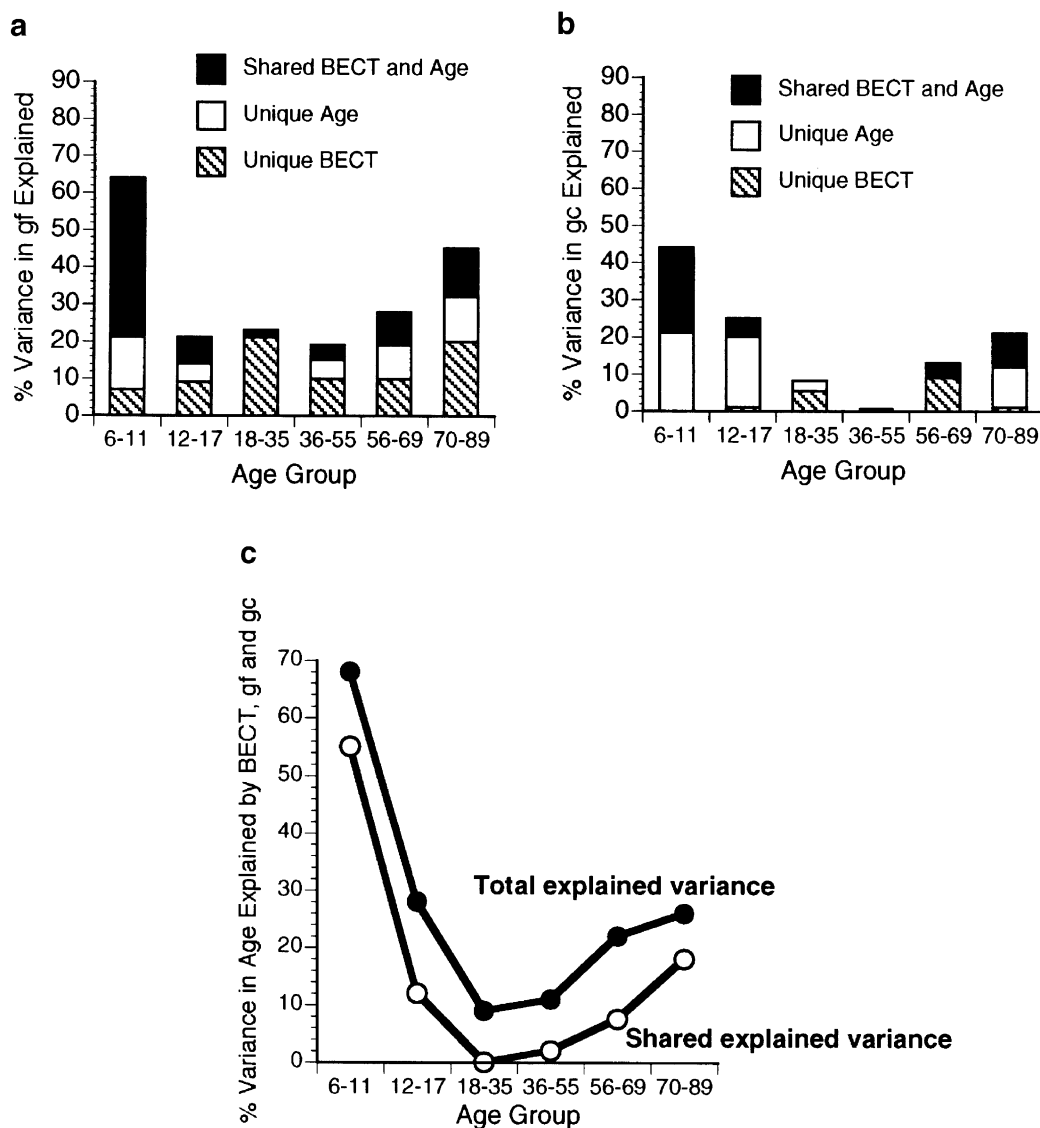 a
Shared BECT and Age
Unique Age
Unique BECT
% Variance in gf Explained
90
80
70
60
50
40
30
20
10
0
6-11 12-17 18-35 36-55 56-69 70-89
Age Group
b
Shared BECT and Age
Unique Age
Unique BECT
% Variance in gc Explained
90
80
70
60
50
40
30
20
10
0
6-11 12-17 18-35 36-55 56-69 70-89
Age Group
c
% Variance in Age Explained by BECT, gf and gc
70
60
50
40
30
20
10
0
Total explained variance
Shared explained variance
6-11 12-17 18-35 36-55 56-69 70-89
Age Group